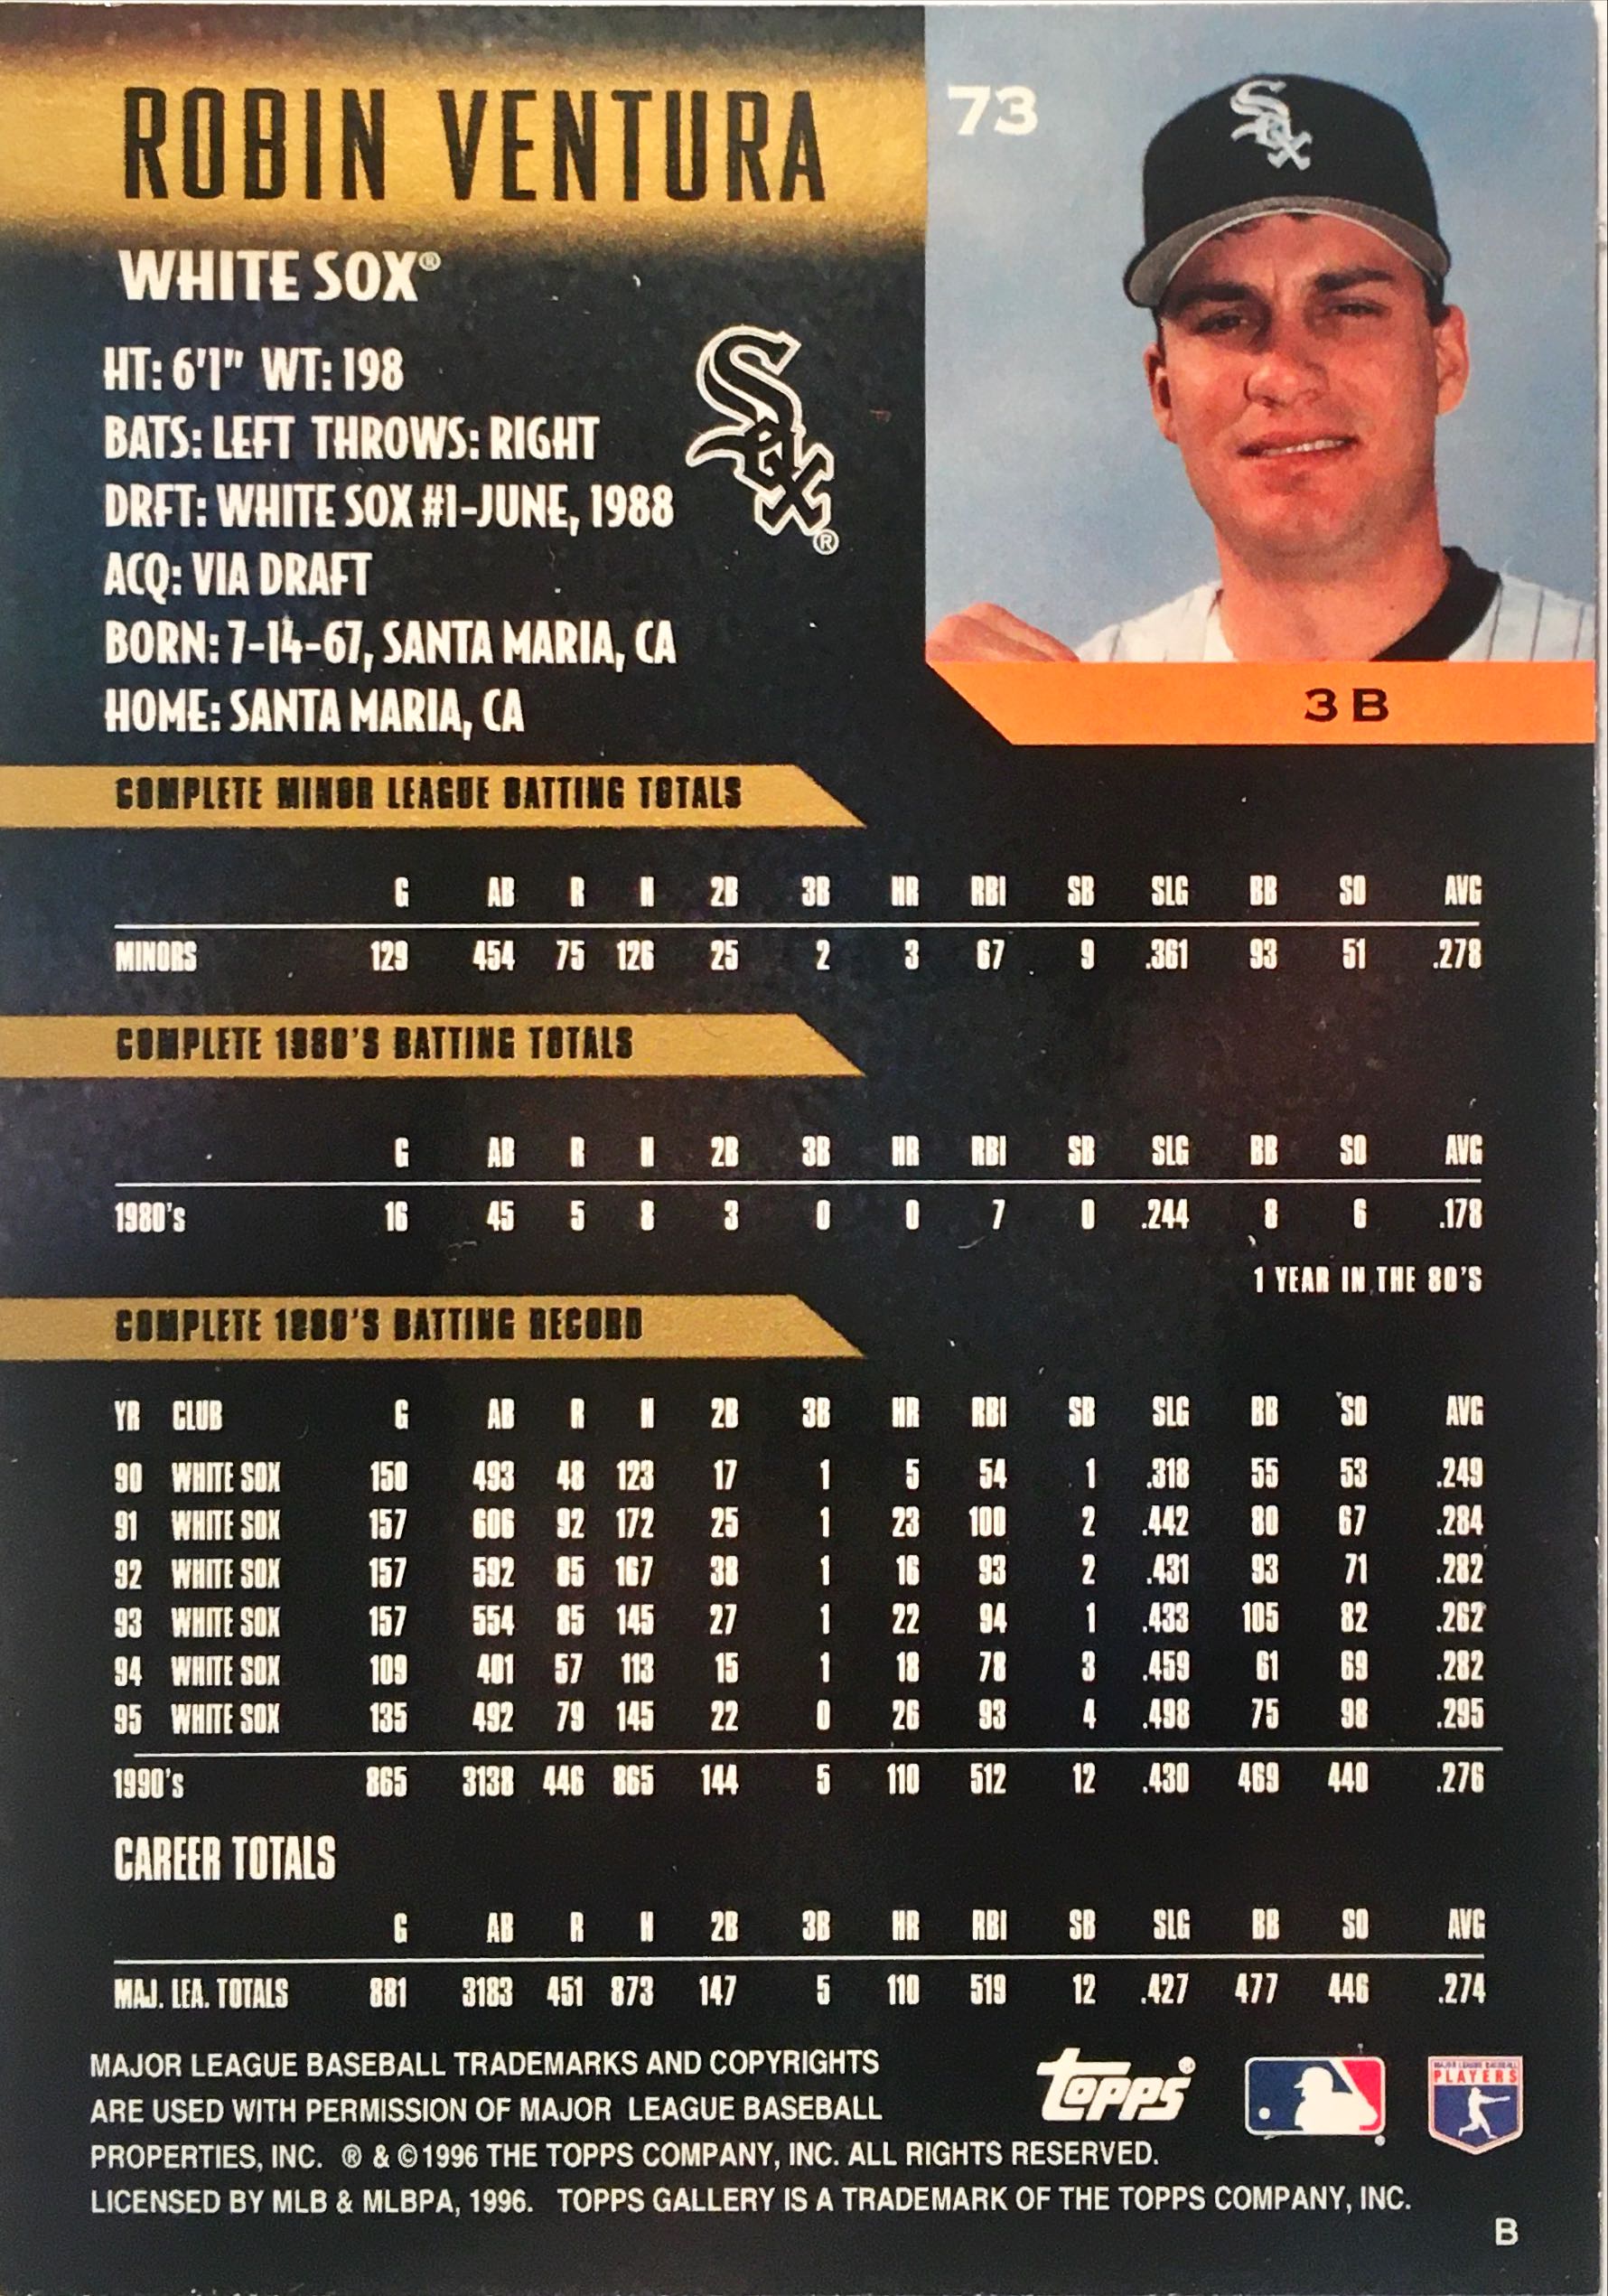 ROBIN VENTURA
73
WHITE SOX®
HT: 6'1" WT: 198
BATS: LEFT THROWS: RIGHT
DRFT: WHITE SOX #1-JUNE, 1988
ACQ: VIA DRAFT
BORN: 7-14-67, SANTA MARIA, CA
HOME: SANTA MARIA, CA
Sox
Sox®
3B
COMPLETE MINOR LEAGUE BATTING TOTALS
G AB R H 2B 3B HR RBI SB SLG BB SO AVG
MINORS 129 454 75 126 25 2 3 67 9 .361 93 51 .278
COMPLETE 1980'S BATTING TOTALS
G AB R H 2B 3B HR RBI SB SLG BB SO AVG
1980's 16 45 5 8 3 0 0 7 0 .244 8 6 .178
1 YEAR IN THE 80'S
COMPLETE 1990'S BATTING RECORD
YR CLUB G AB R H 2B 3B HR RBI SB SLG BB SO AVG
90 WHITE SOX 150 493 48 123 17 1 5 54 1 .318 55 53 .249
91 WHITE SOX 157 606 92 172 25 1 23 100 2 .442 80 67 .284
92 WHITE SOX 157 592 85 167 38 1 16 93 2 .431 93 71 .282
93 WHITE SOX 157 554 85 145 27 1 22 94 1 .433 105 82 .262
94 WHITE SOX 109 401 57 113 15 1 18 78 3 .459 61 69 .282
95 WHITE SOX 135 492 79 145 22 0 26 93 4 .498 75 98 .295
1990's 865 3138 446 865 144 5 110 512 12 .430 469 440 .276
CAREER TOTALS
G AB R H 2B 3B HR RBI SB SLG BB SO AVG
MAJ. LEA. TOTALS 881 3183 451 873 147 5 110 519 12 .427 477 446 .274
MAJOR LEAGUE BASEBALL TRADEMARKS AND COPYRIGHTS
ARE USED WITH PERMISSION OF MAJOR LEAGUE BASEBALL
PROPERTIES, INC. ® & © 1996 THE TOPPS COMPANY, INC. ALL RIGHTS RESERVED.
LICENSED BY MLB & MLBPA, 1996. TOPPS GALLERY IS A TRADEMARK OF THE TOPPS COMPANY, INC.
topps®
MAJOR LEAGUE BASEBALL
PLAYERS
B